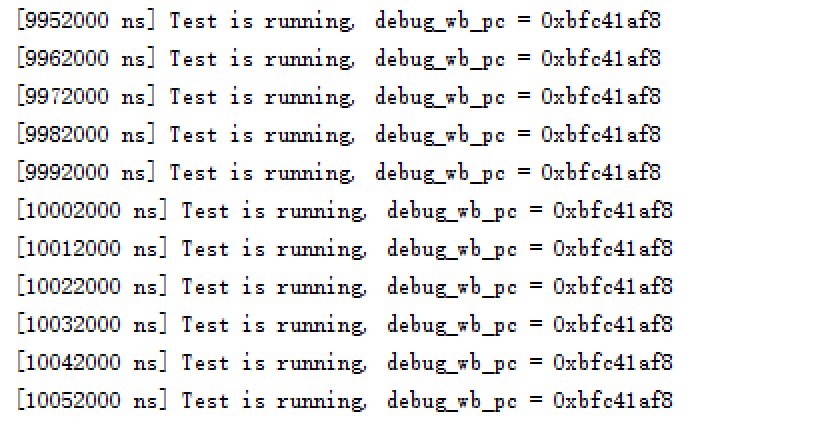 [9952000 ns] Test is running, debug_wb_pc = 0xbfc41af8
[9962000 ns] Test is running, debug_wb_pc = 0xbfc41af8
[9972000 ns] Test is running, debug_wb_pc = 0xbfc41af8
[9982000 ns] Test is running, debug_wb_pc = 0xbfc41af8
[9992000 ns] Test is running, debug_wb_pc = 0xbfc41af8
[10002000 ns] Test is running, debug_wb_pc = 0xbfc41af8
[10012000 ns] Test is running, debug_wb_pc = 0xbfc41af8
[10022000 ns] Test is running, debug_wb_pc = 0xbfc41af8
[10032000 ns] Test is running, debug_wb_pc = 0xbfc41af8
[10042000 ns] Test is running, debug_wb_pc = 0xbfc41af8
[10052000 ns] Test is running, debug_wb_pc = 0xbfc41af8